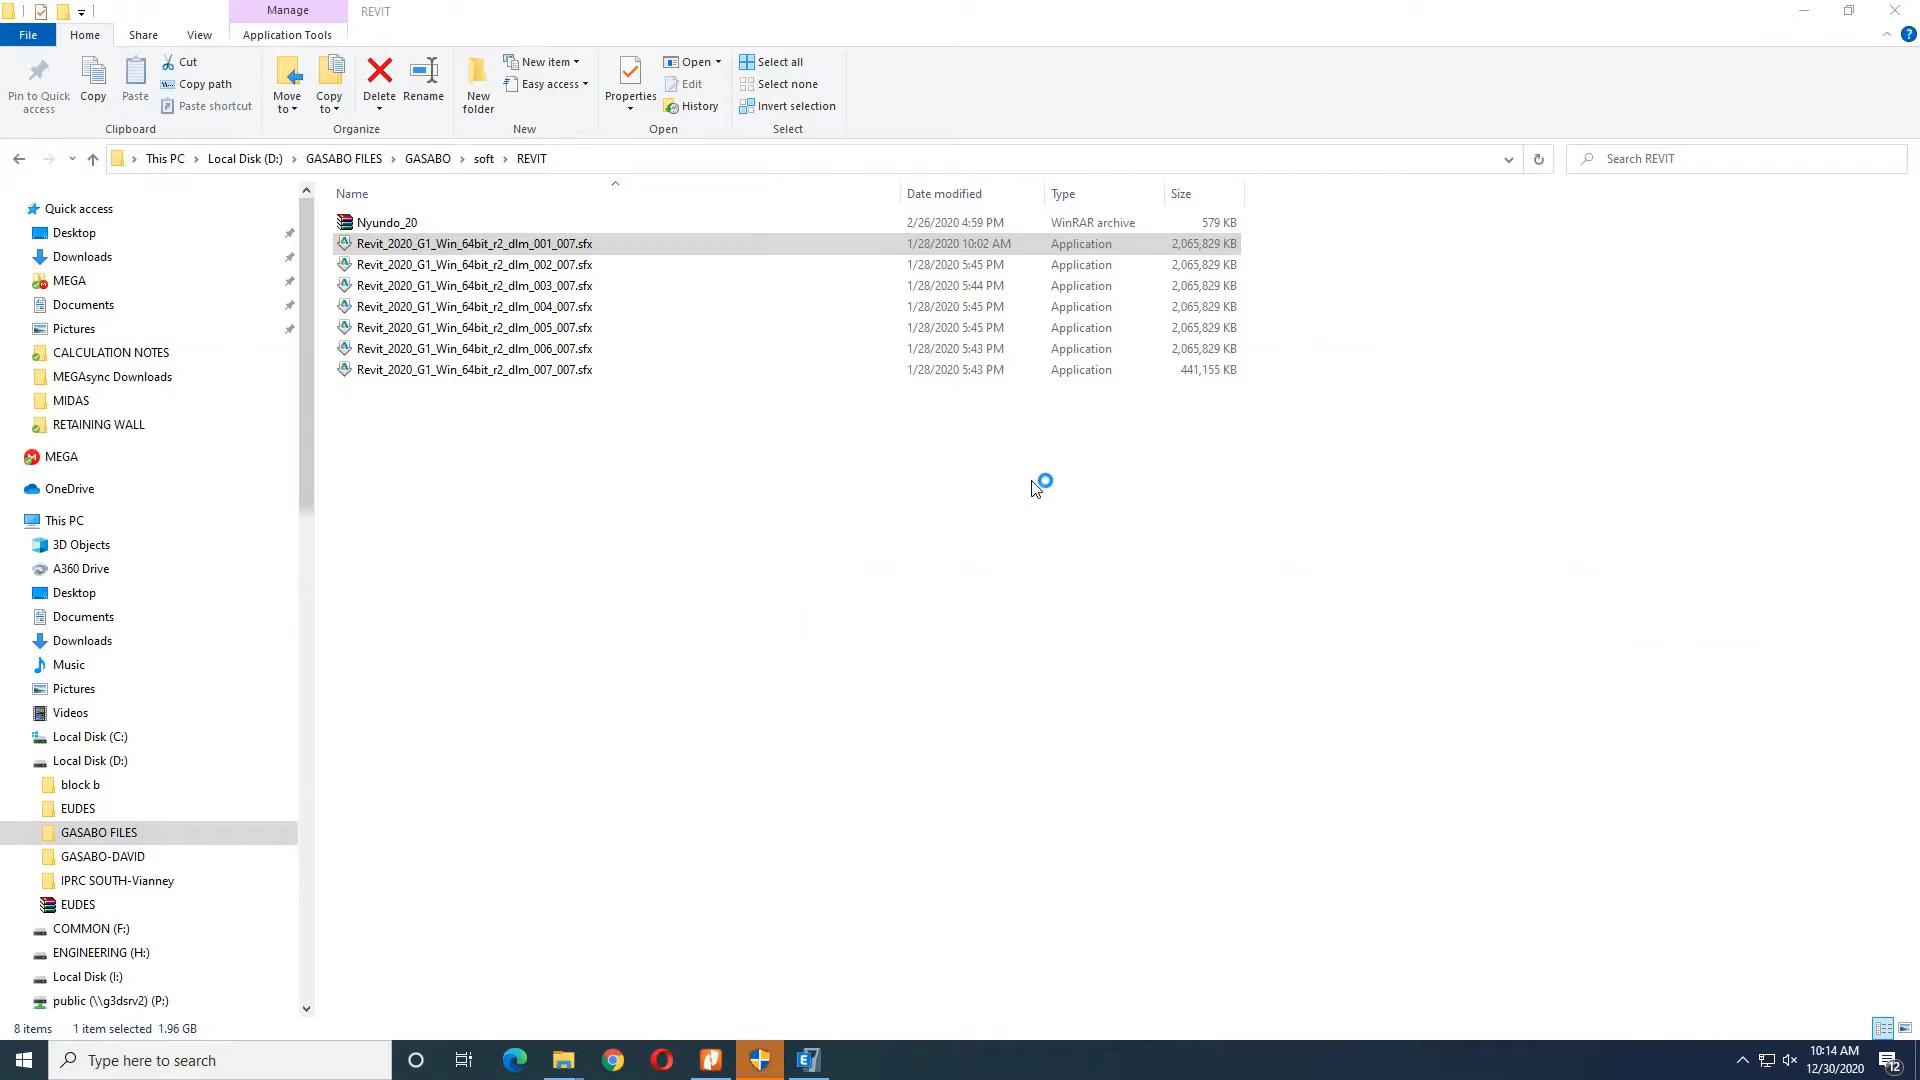 Manage
REVIT
File
Home
Share
View
Application Tools
Pin to Quick access
Copy
Paste
Cut
Copy path
Paste shortcut
Clipboard
Move to
Copy to
Delete
Rename
Organize
New folder
New item
Easy access
New
Properties
Open
Edit
History
Open
Select all
Select none
Invert selection
Select
This PC
Local Disk (D:)
GASABO FILES
GASABO
soft
REVIT
Search REVIT
Name
Date modified
Type
Size
Nyundo_20 2/26/2020 4:59 PM WinRAR archive 579 KB
Revit_2020_G1_Win_64bit_r2_dlm_001_007.sfx 1/28/2020 10:02 AM Application 2,065,829 KB
Revit_2020_G1_Win_64bit_r2_dlm_002_007.sfx 1/28/2020 5:45 PM Application 2,065,829 KB
Revit_2020_G1_Win_64bit_r2_dlm_003_007.sfx 1/28/2020 5:44 PM Application 2,065,829 KB
Revit_2020_G1_Win_64bit_r2_dlm_004_007.sfx 1/28/2020 5:45 PM Application 2,065,829 KB
Revit_2020_G1_Win_64bit_r2_dlm_005_007.sfx 1/28/2020 5:45 PM Application 2,065,829 KB
Revit_2020_G1_Win_64bit_r2_dlm_006_007.sfx 1/28/2020 5:43 PM Application 2,065,829 KB
Revit_2020_G1_Win_64bit_r2_dlm_007_007.sfx 1/28/2020 5:43 PM Application 441,155 KB
Quick access
Desktop
Downloads
MEGA
Documents
Pictures
CALCULATION NOTES
MEGAsync Downloads
MIDAS
RETAINING WALL
MEGA
OneDrive
This PC
3D Objects
A360 Drive
Desktop
Documents
Downloads
Music
Pictures
Videos
Local Disk (C:)
Local Disk (D:)
block b
EUDES
GASABO FILES
GASABO-DAVID
IPRC SOUTH-Vianney
EUDES
COMMON (F:)
ENGINEERING (H:)
Local Disk (I:)
public (\\g3dsrv2) (P:)
8 items
1 item selected 1.96 GB
Type here to search
10:14 AM
12/30/2020
12